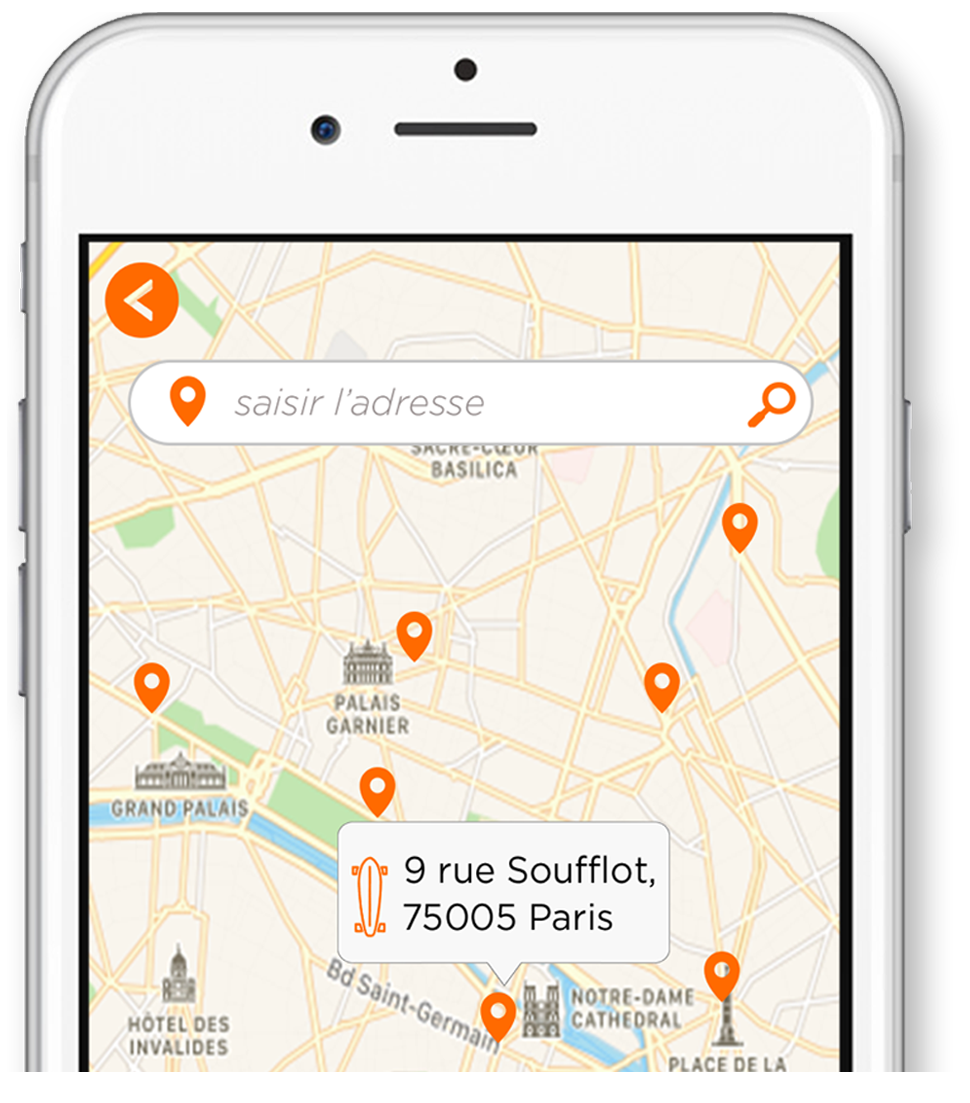 saisir l'adresse
SACRÉ-CŒUR
BASILICA
PALAIS
GARNIER
GRAND PALAIS
9 rue Soufflot,
75005 Paris
Bd Saint-Germain
NOTRE-DAME
CATHEDRAL
HÔTEL DES
INVALIDES
PLACE DE LA